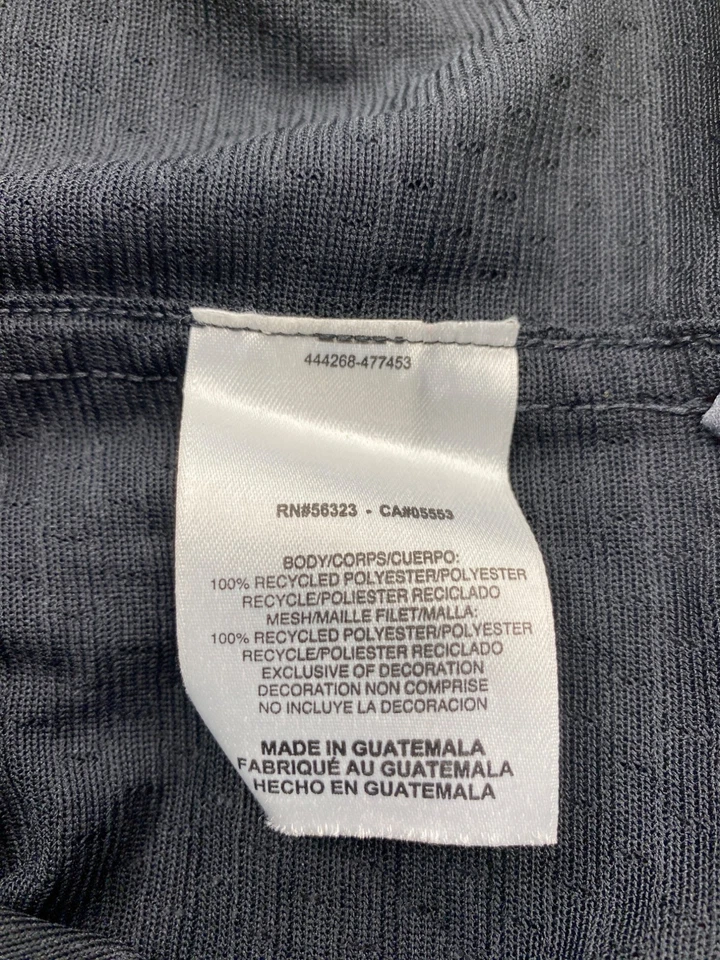 444268-477453
RN#56323 - CA#05553
BODY/CORPS/CUERPO:
100% RECYCLED POLYESTER/POLYESTER
RECYCLE/POLIESTER RECICLADO
MESH/MAILLE FILET/MALLA:
100% RECYCLED POLYESTER/POLYESTER
RECYCLE/POLIESTER RECICLADO
EXCLUSIVE OF DECORATION
DECORATION NON COMPRISE
NO INCLUYE LA DECORACION
MADE IN GUATEMALA
FABRIQUÉ AU GUATEMALA
HECHO EN GUATEMALA